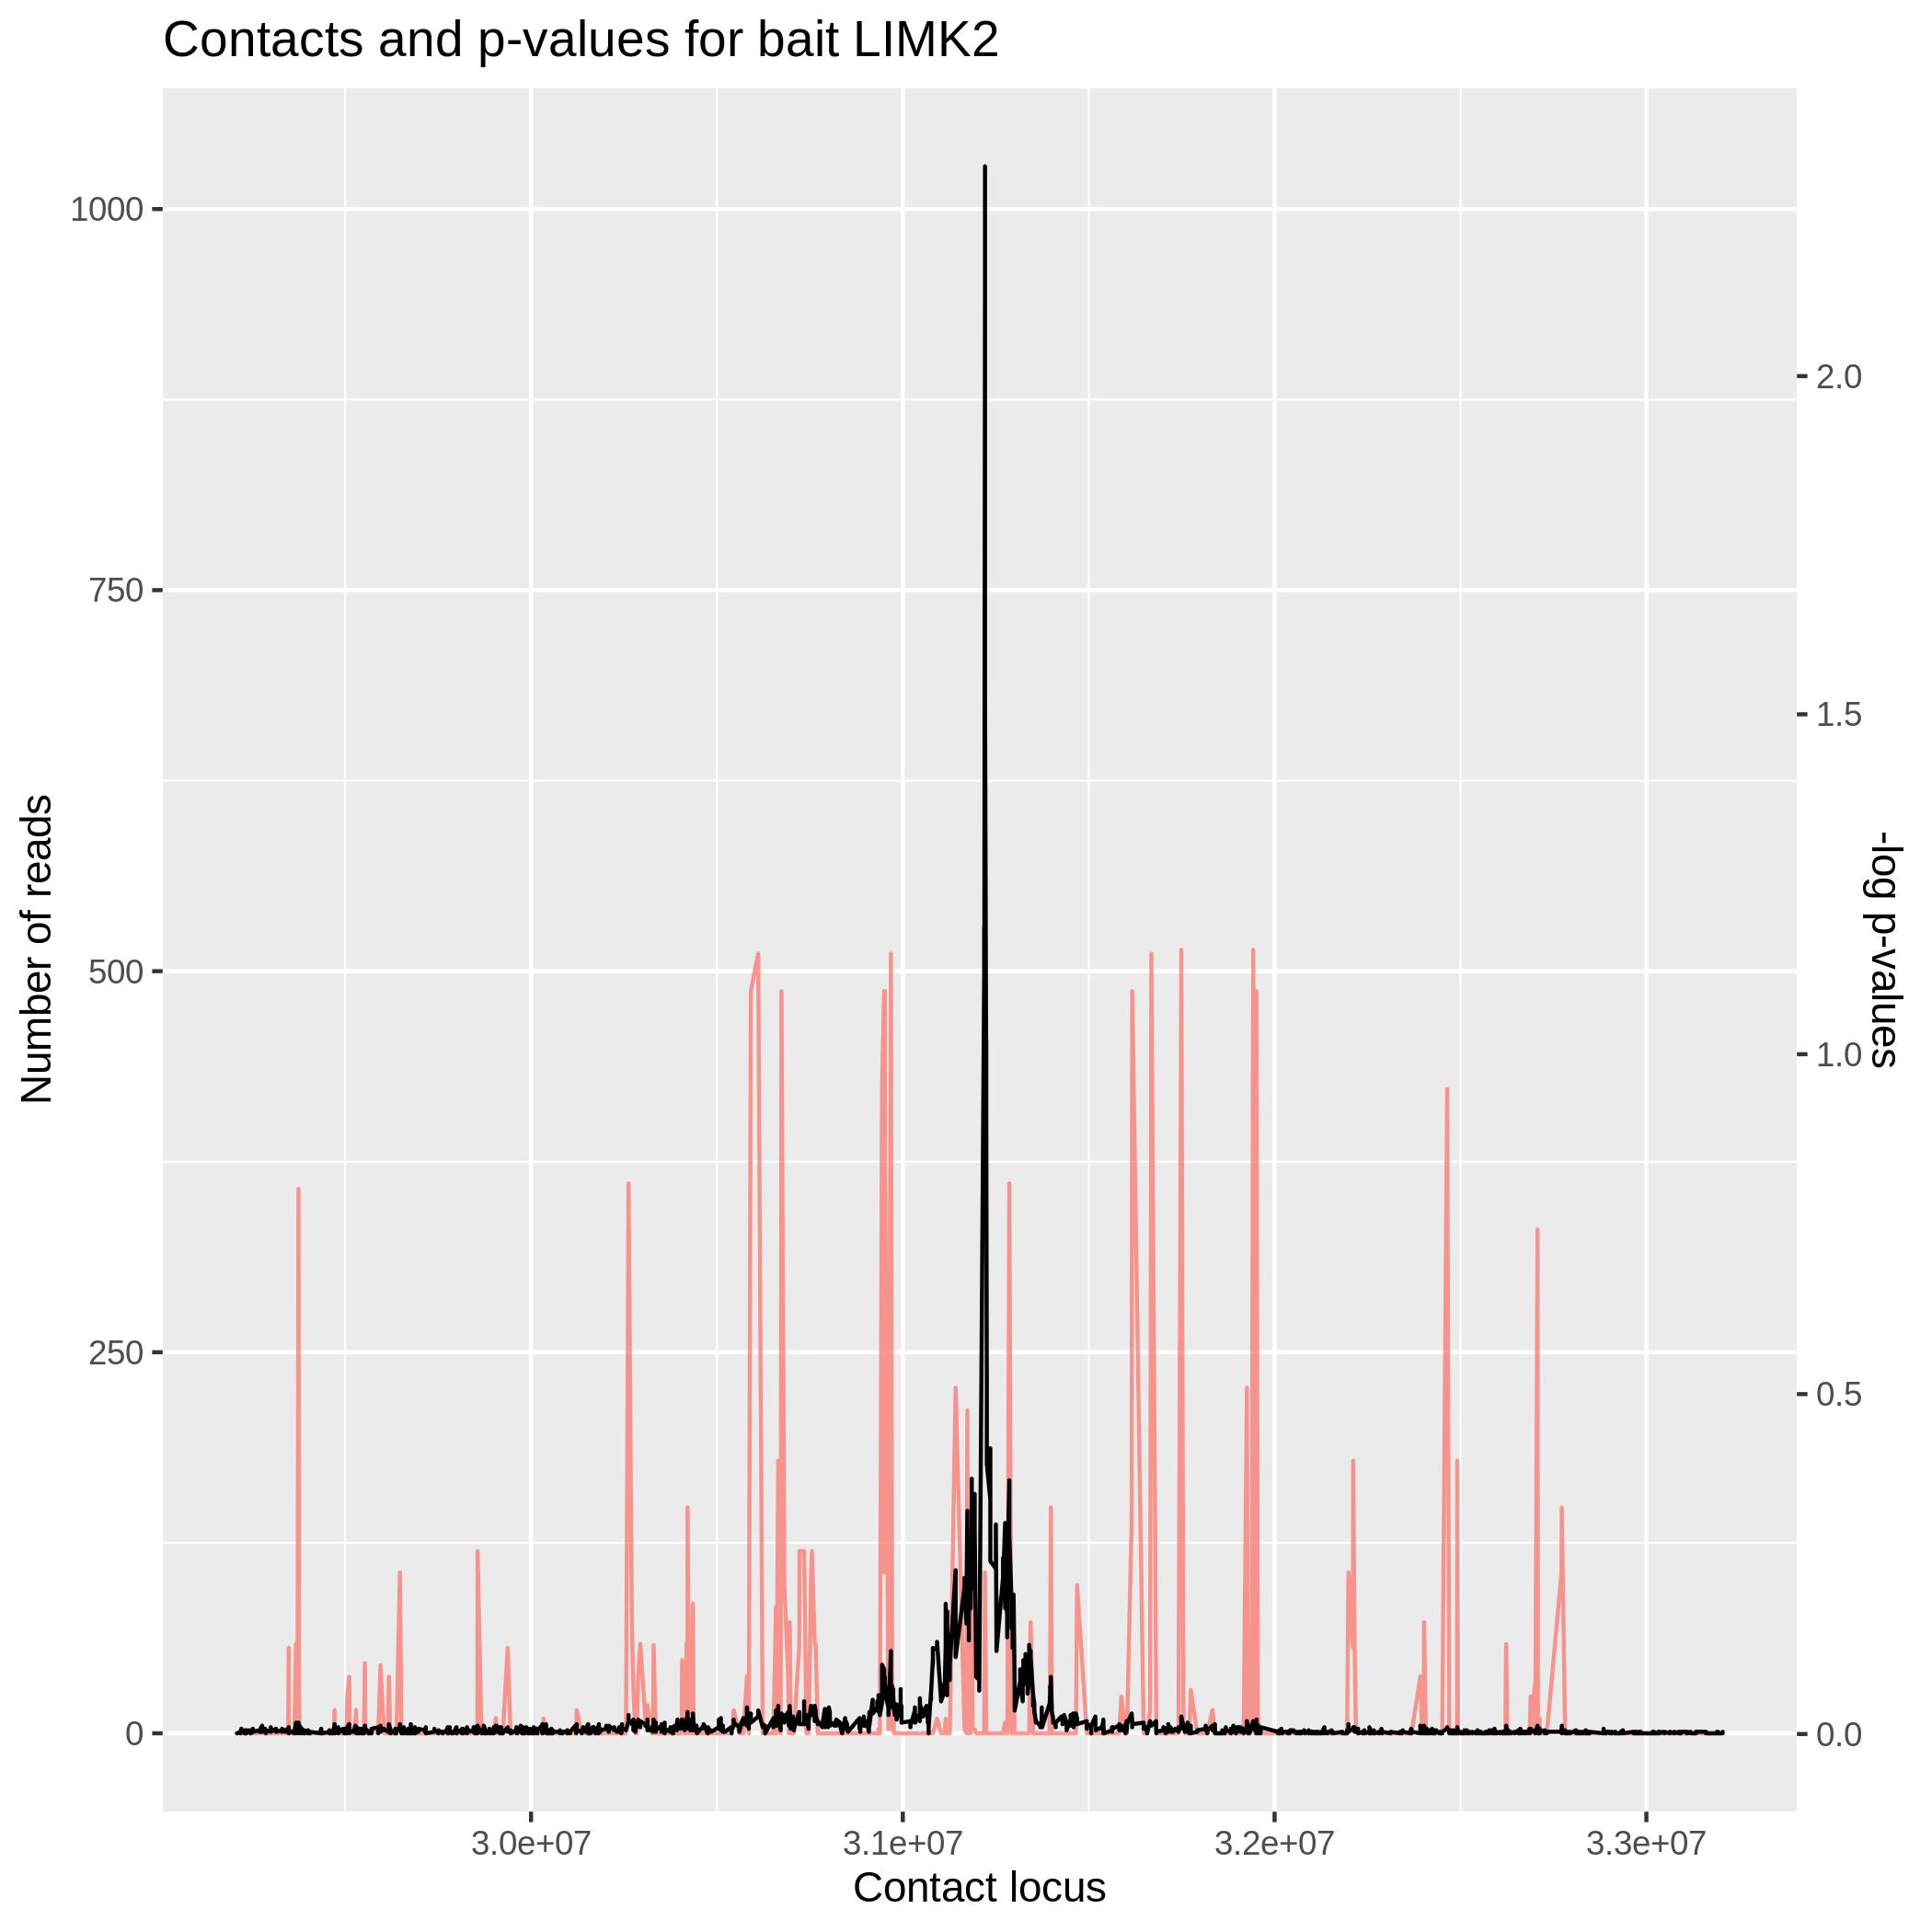 Contacts and p-values for bait LIMK2
1000
750
500
250
0
Number of reads
2.0
1.5
1.0
0.5
0.0
-log p-values
3.0e+07
3.1e+07
3.2e+07
3.3e+07
Contact locus